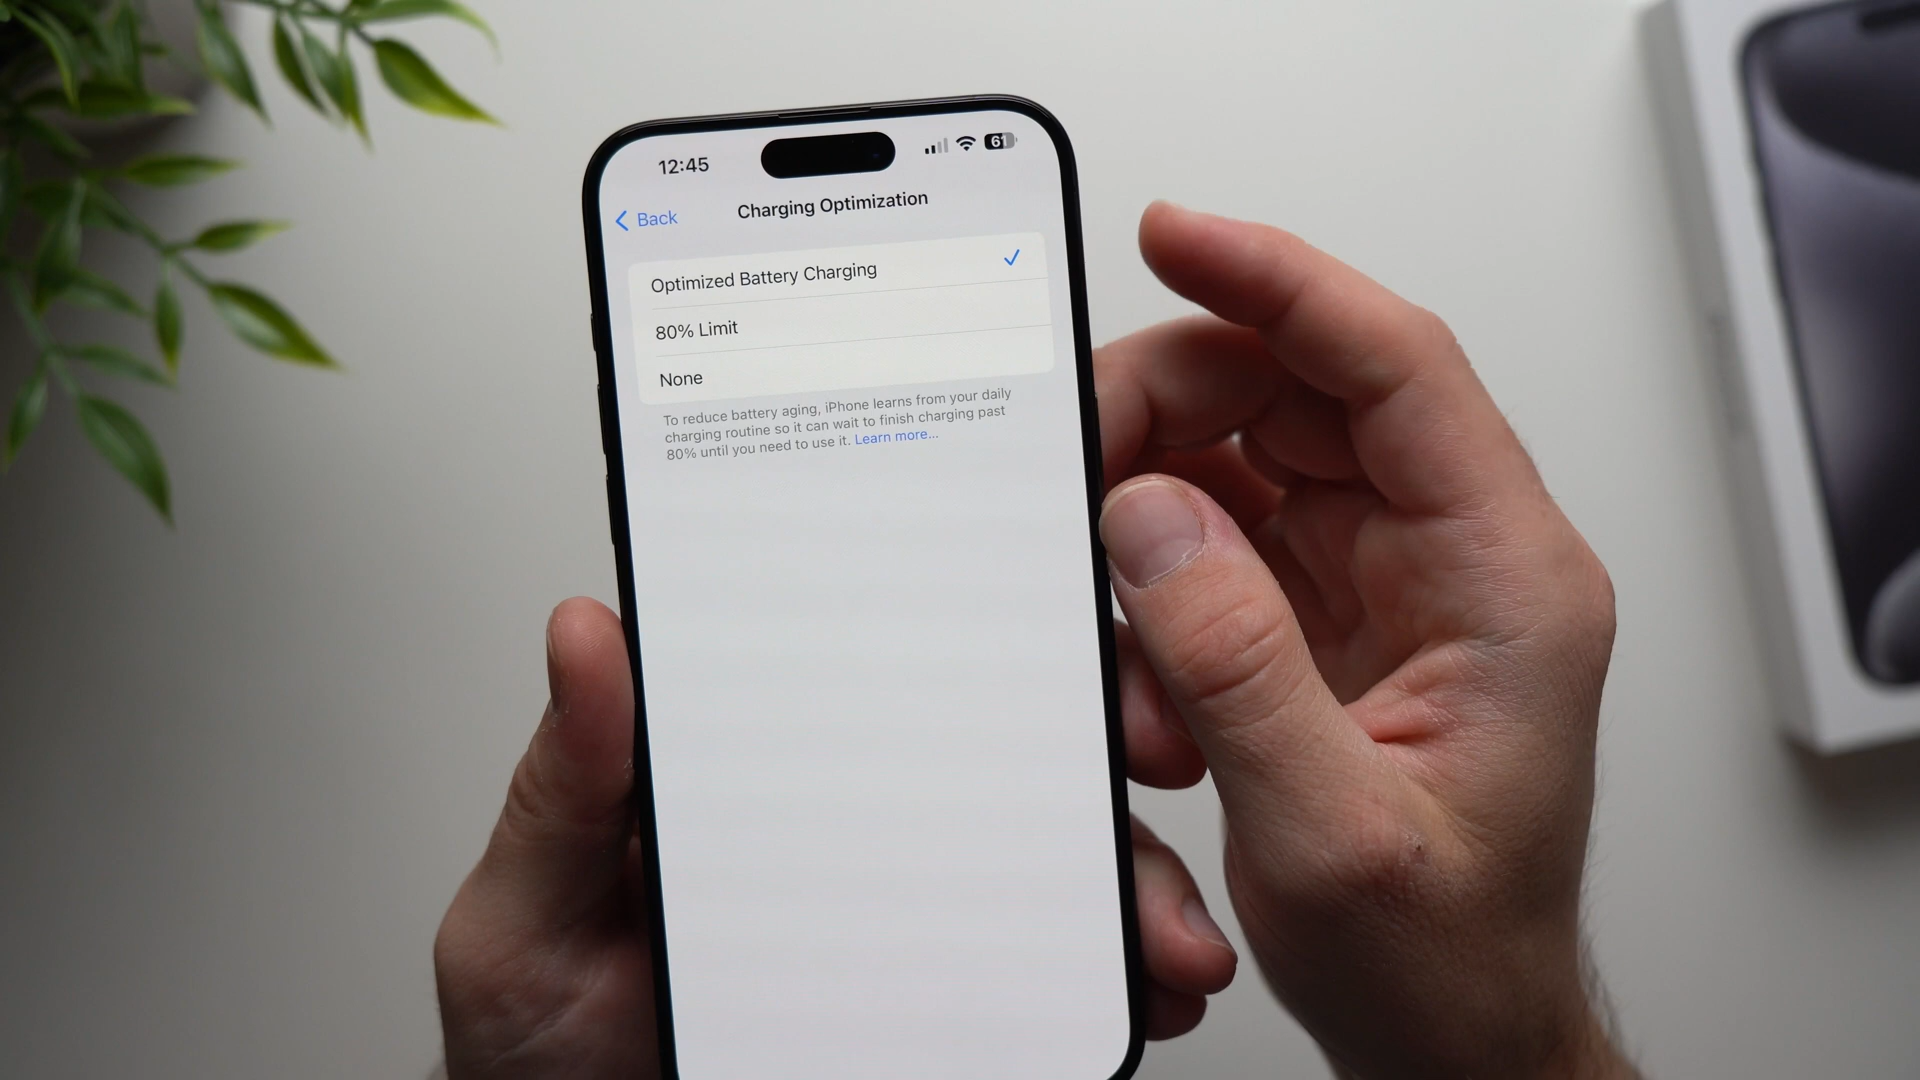 12:45
61
Back
Charging Optimization
Optimized Battery Charging
80% Limit
None
To reduce battery aging, iPhone learns from your daily
charging routine so it can wait to finish charging past
80% until you need to use it. Learn more...